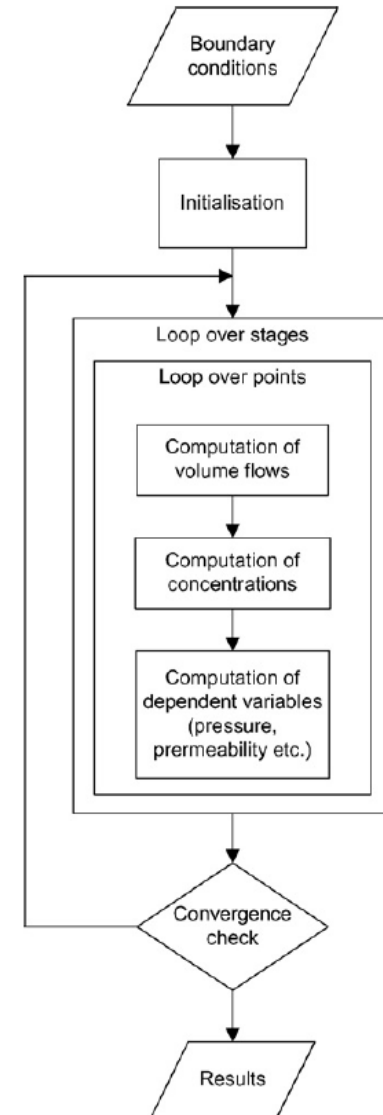 Boundary
conditions
Initialisation
Loop over stages
Loop over points
Computation of
volume flows
Computation of
concentrations
Computation of
dependent variables
(pressure,
prermeability etc.)
Convergence
check
Results